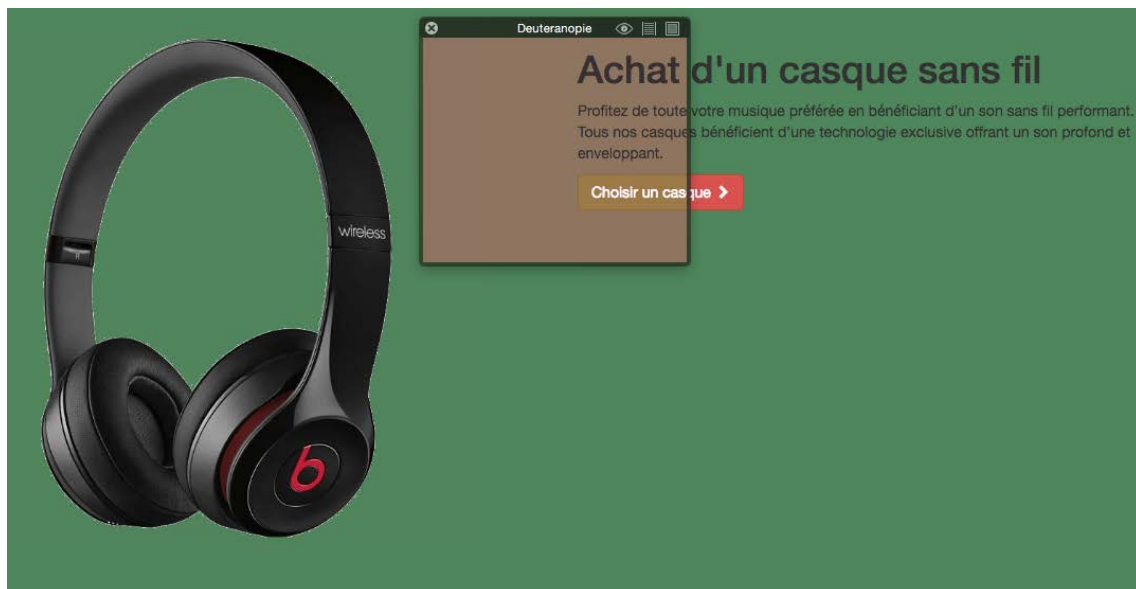 Deuteranopie
Achat d'un casque sans fil
Profitez de toute votre musique préférée en bénéficiant d'un son sans fil performant.
Tous nos casques bénéficient d'une technologie exclusive offrant un son profond et
enveloppant.
Choisir un casque
wireless
b